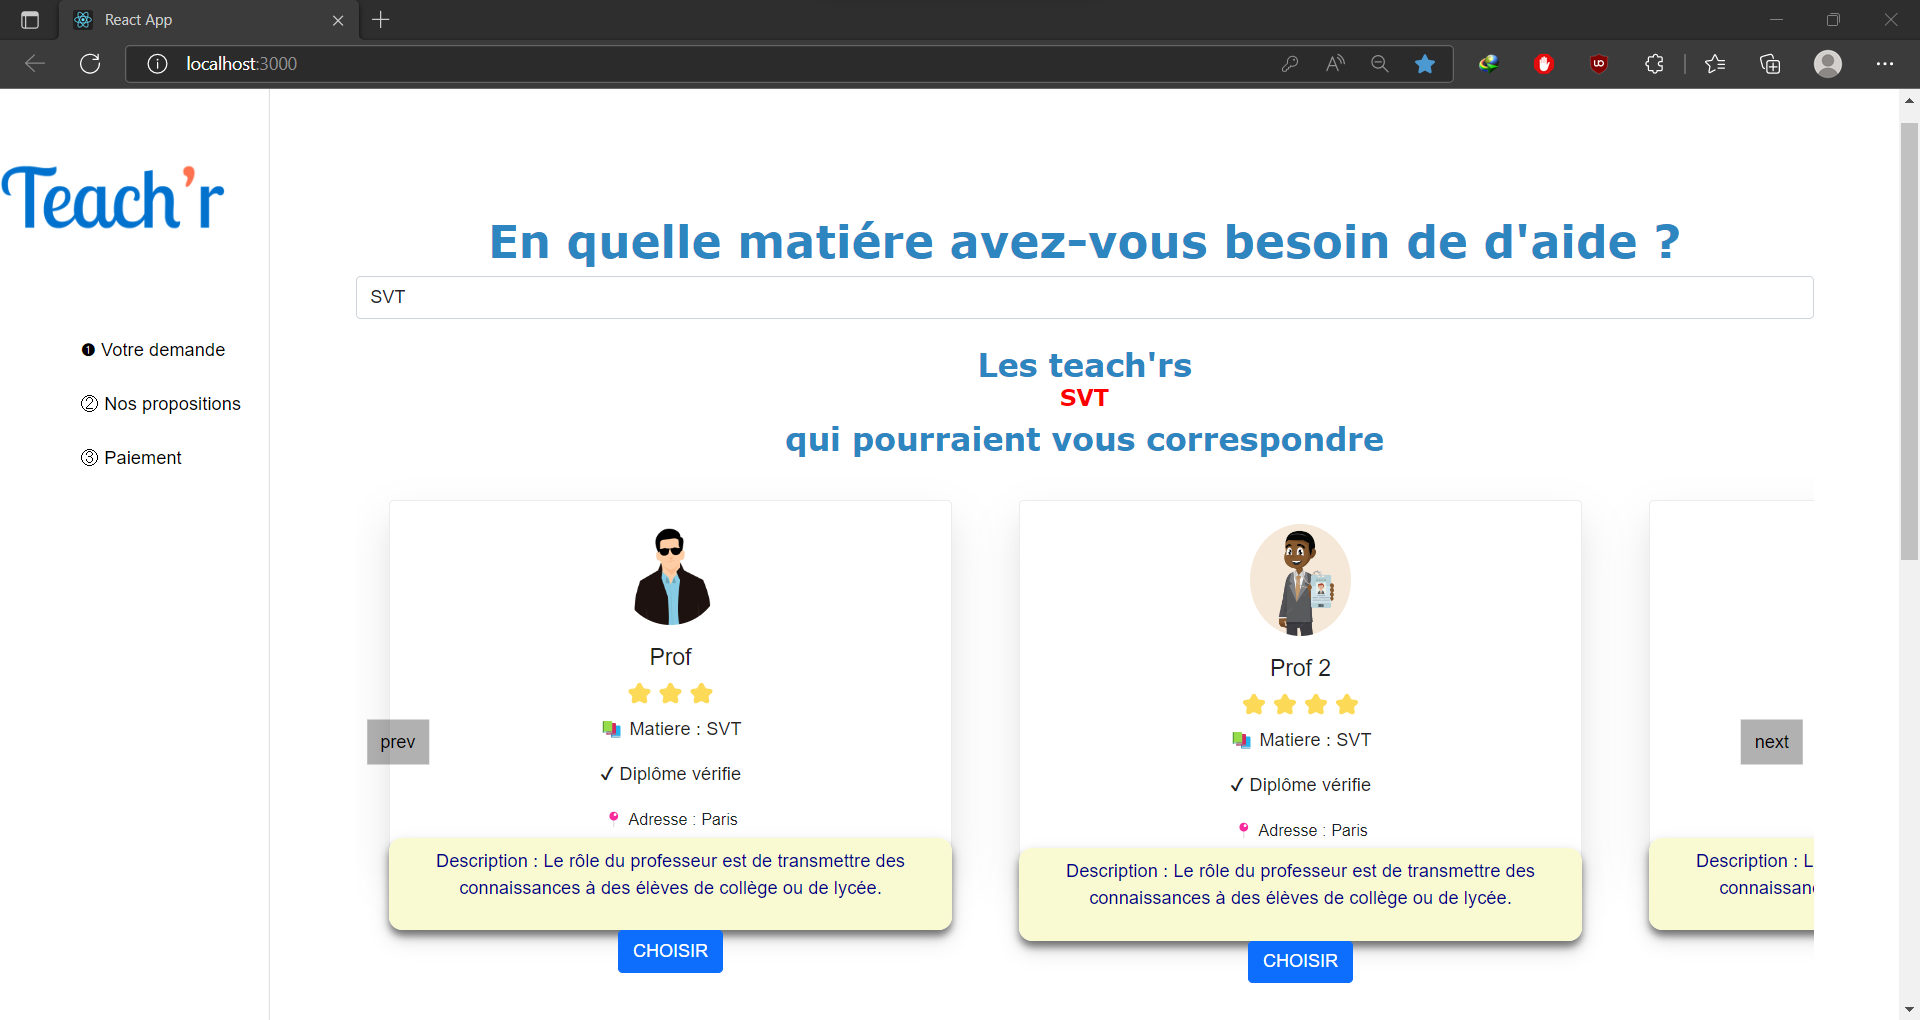 React App
localhost:3000
Teach'r
❶ Votre demande
② Nos propositions
③ Paiement
En quelle matiére avez-vous besoin de d'aide ?
SVT
Les teach'rs
SVT
qui pourraient vous correspondre
prev
Prof
Matiere : SVT
✓ Diplôme vérifie
Adresse : Paris
Description : Le rôle du professeur est de transmettre des
connaissances à des élèves de collège ou de lycée.
CHOISIR
Prof 2
Matiere : SVT
✓ Diplôme vérifie
Adresse : Paris
Description : Le rôle du professeur est de transmettre des
connaissances à des élèves de collège ou de lycée.
CHOISIR
next
Description : L
connaissan